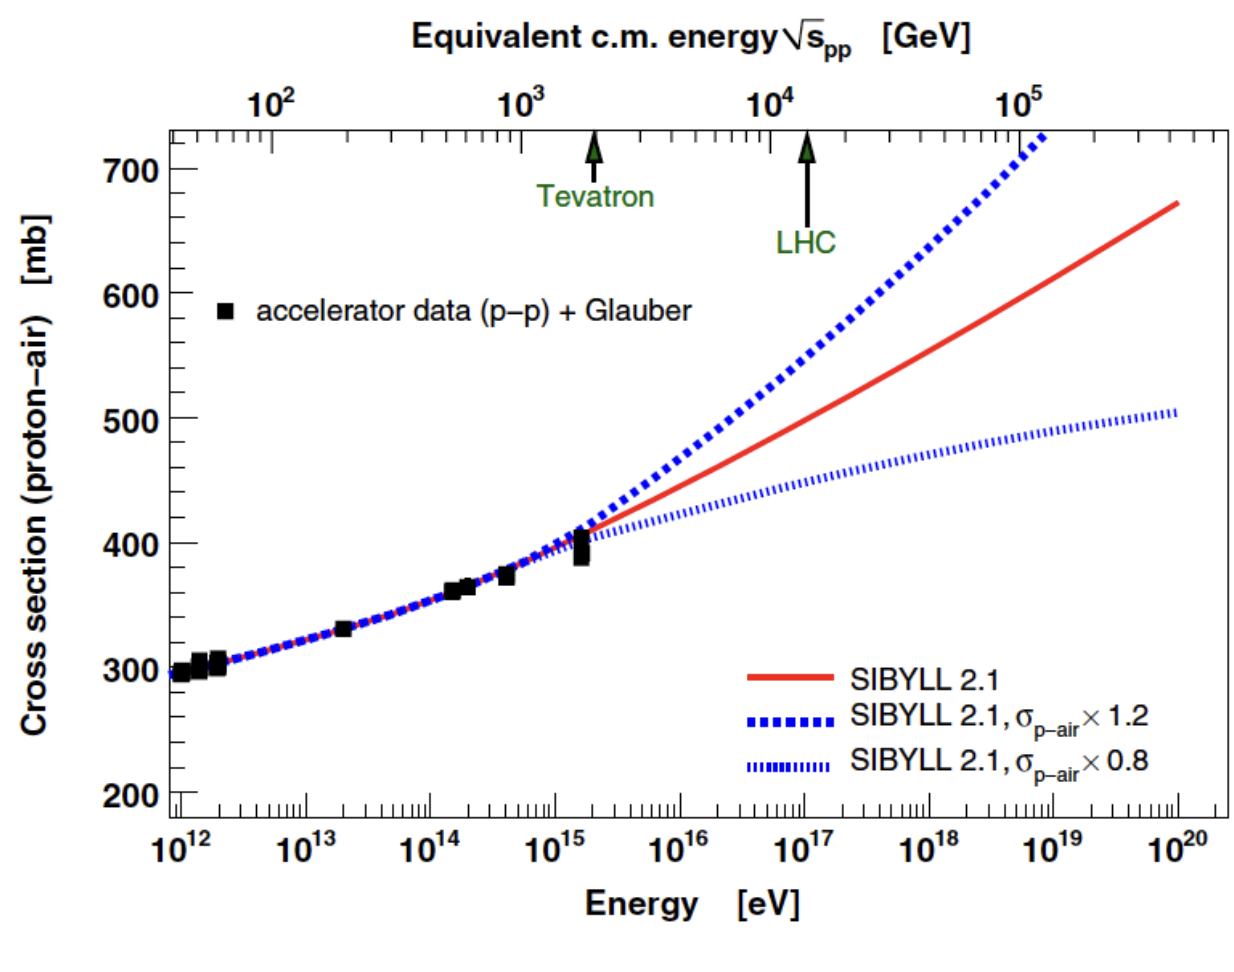 Equivalent c.m. energy √s_pp [GeV]
10² 10³ 10⁴ 10⁵
Tevatron
LHC
accelerator data (p–p) + Glauber
Cross section (proton–air) [mb]
700
600
500
400
300
200
SIBYLL 2.1
SIBYLL 2.1, σ_p–air × 1.2
SIBYLL 2.1, σ_p–air × 0.8
10¹² 10¹³ 10¹⁴ 10¹⁵ 10¹⁶ 10¹⁷ 10¹⁸ 10¹⁹ 10²⁰
Energy [eV]